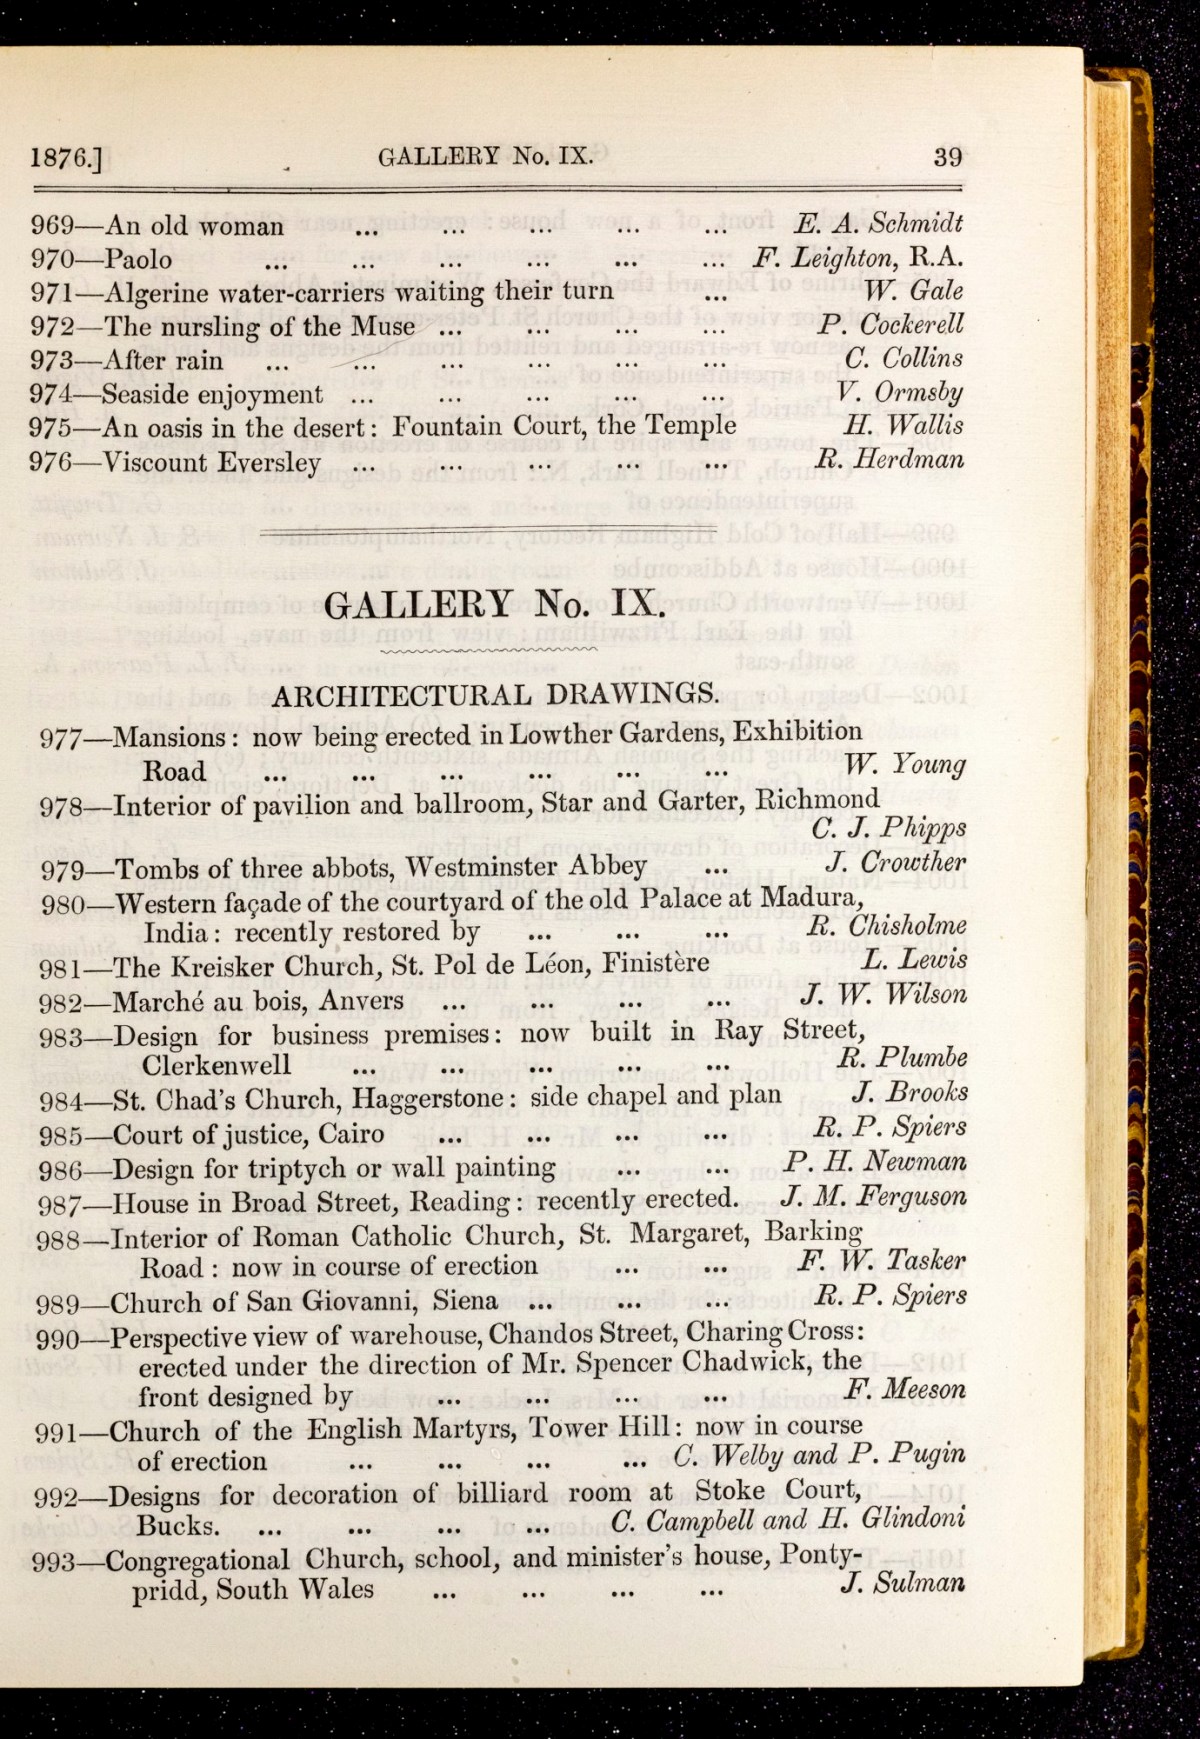 1876.] GALLERY No. IX. 39
969—An old woman ... ... ... ... ... E. A. Schmidt
970—Paolo ... ... ... ... ... ... F. Leighton, R.A.
971—Algerine water-carriers waiting their turn ... W. Gale
972—The nursling of the Muse ... ... ... ... P. Cockerell
973—After rain ... ... ... ... ... ... C. Collins
974—Seaside enjoyment ... ... ... ... ... V. Ormsby
975—An oasis in the desert: Fountain Court, the Temple H. Wallis
976—Viscount Eversley ... ... ... ... ... R. Herdman
GALLERY No. IX.
ARCHITECTURAL DRAWINGS.
977—Mansions: now being erected in Lowther Gardens, Exhibition
Road ... ... ... ... ... ... W. Young
978—Interior of pavilion and ballroom, Star and Garter, Richmond
C. J. Phipps
979—Tombs of three abbots, Westminster Abbey ... J. Crowther
980—Western façade of the courtyard of the old Palace at Madura,
India: recently restored by ... ... ... R. Chisholme
981—The Kreisker Church, St. Pol de Léon, Finistère L. Lewis
982—Marché au bois, Anvers ... ... ... ... J. W. Wilson
983—Design for business premises: now built in Ray Street,
Clerkenwell ... ... ... ... ... R. Plumbe
984—St. Chad's Church, Haggerstone: side chapel and plan J. Brooks
985—Court of justice, Cairo ... ... ... ... R. P. Spiers
986—Design for triptych or wall painting ... ... P. H. Newman
987—House in Broad Street, Reading: recently erected. J. M. Ferguson
988—Interior of Roman Catholic Church, St. Margaret, Barking
Road: now in course of erection ... ... F. W. Tasker
989—Church of San Giovanni, Siena ... ... ... R. P. Spiers
990—Perspective view of warehouse, Chandos Street, Charing Cross:
erected under the direction of Mr. Spencer Chadwick, the
front designed by ... ... ... ... F. Meeson
991—Church of the English Martyrs, Tower Hill: now in course
of erection ... ... ... ... C. Welby and P. Pugin
992—Designs for decoration of billiard room at Stoke Court,
Bucks. ... ... ... ... C. Campbell and H. Glindoni
993—Congregational Church, school, and minister's house, Ponty-
pridd, South Wales ... ... ... ... J. Sulman